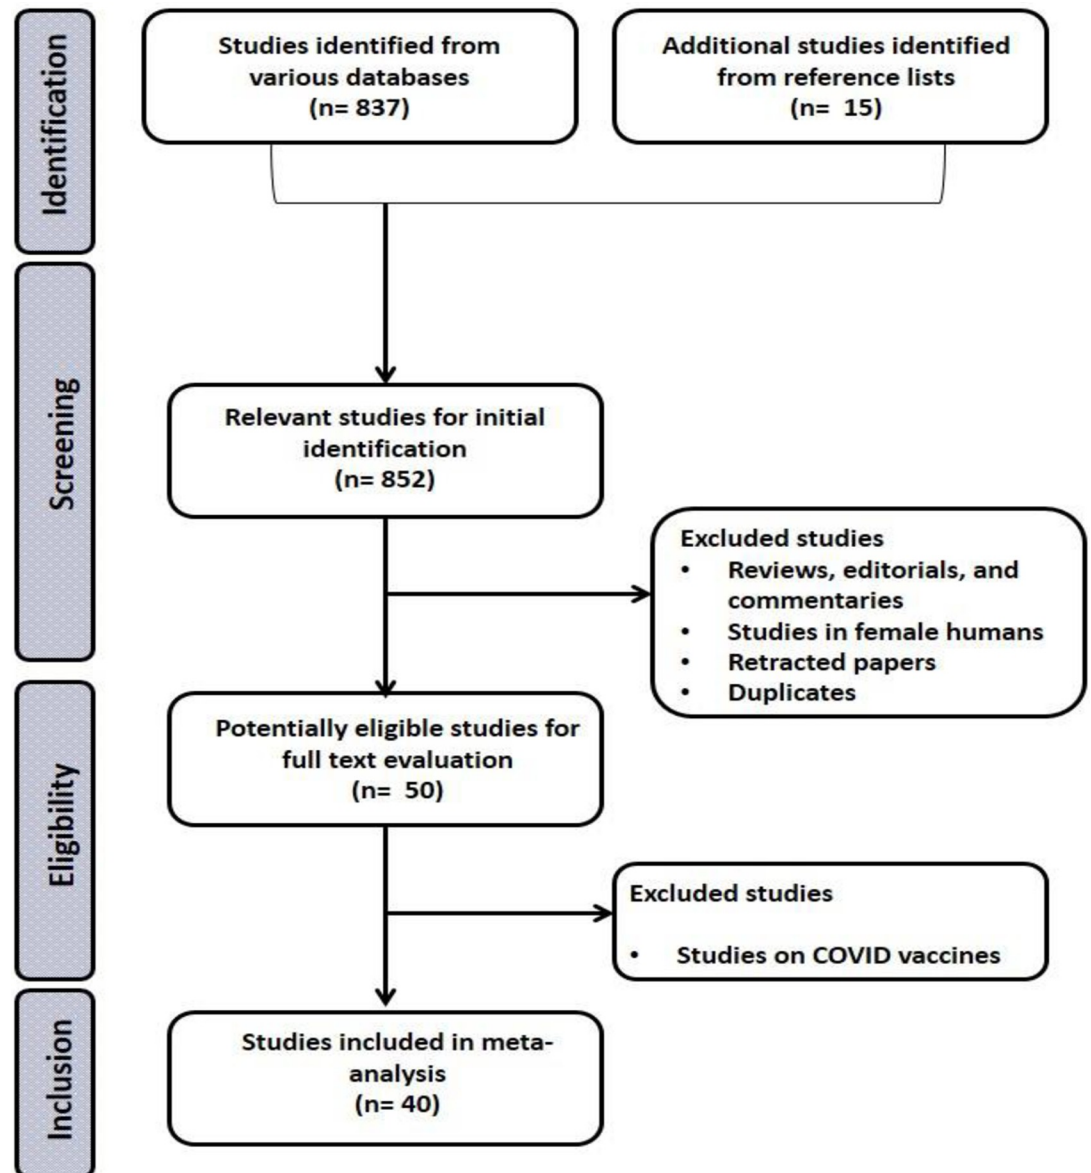 Identification
Studies identified from
various databases
(n= 837)
Additional studies identified
from reference lists
(n=  15)
Screening
Relevant studies for initial
identification
(n= 852)
Excluded studies
• Reviews, editorials, and
commentaries
• Studies in female humans
• Retracted papers
• Duplicates
Eligibility
Potentially eligible studies for
full text evaluation
(n=  50)
Excluded studies
• Studies on COVID vaccines
Inclusion
Studies included in meta-
analysis
(n= 40)